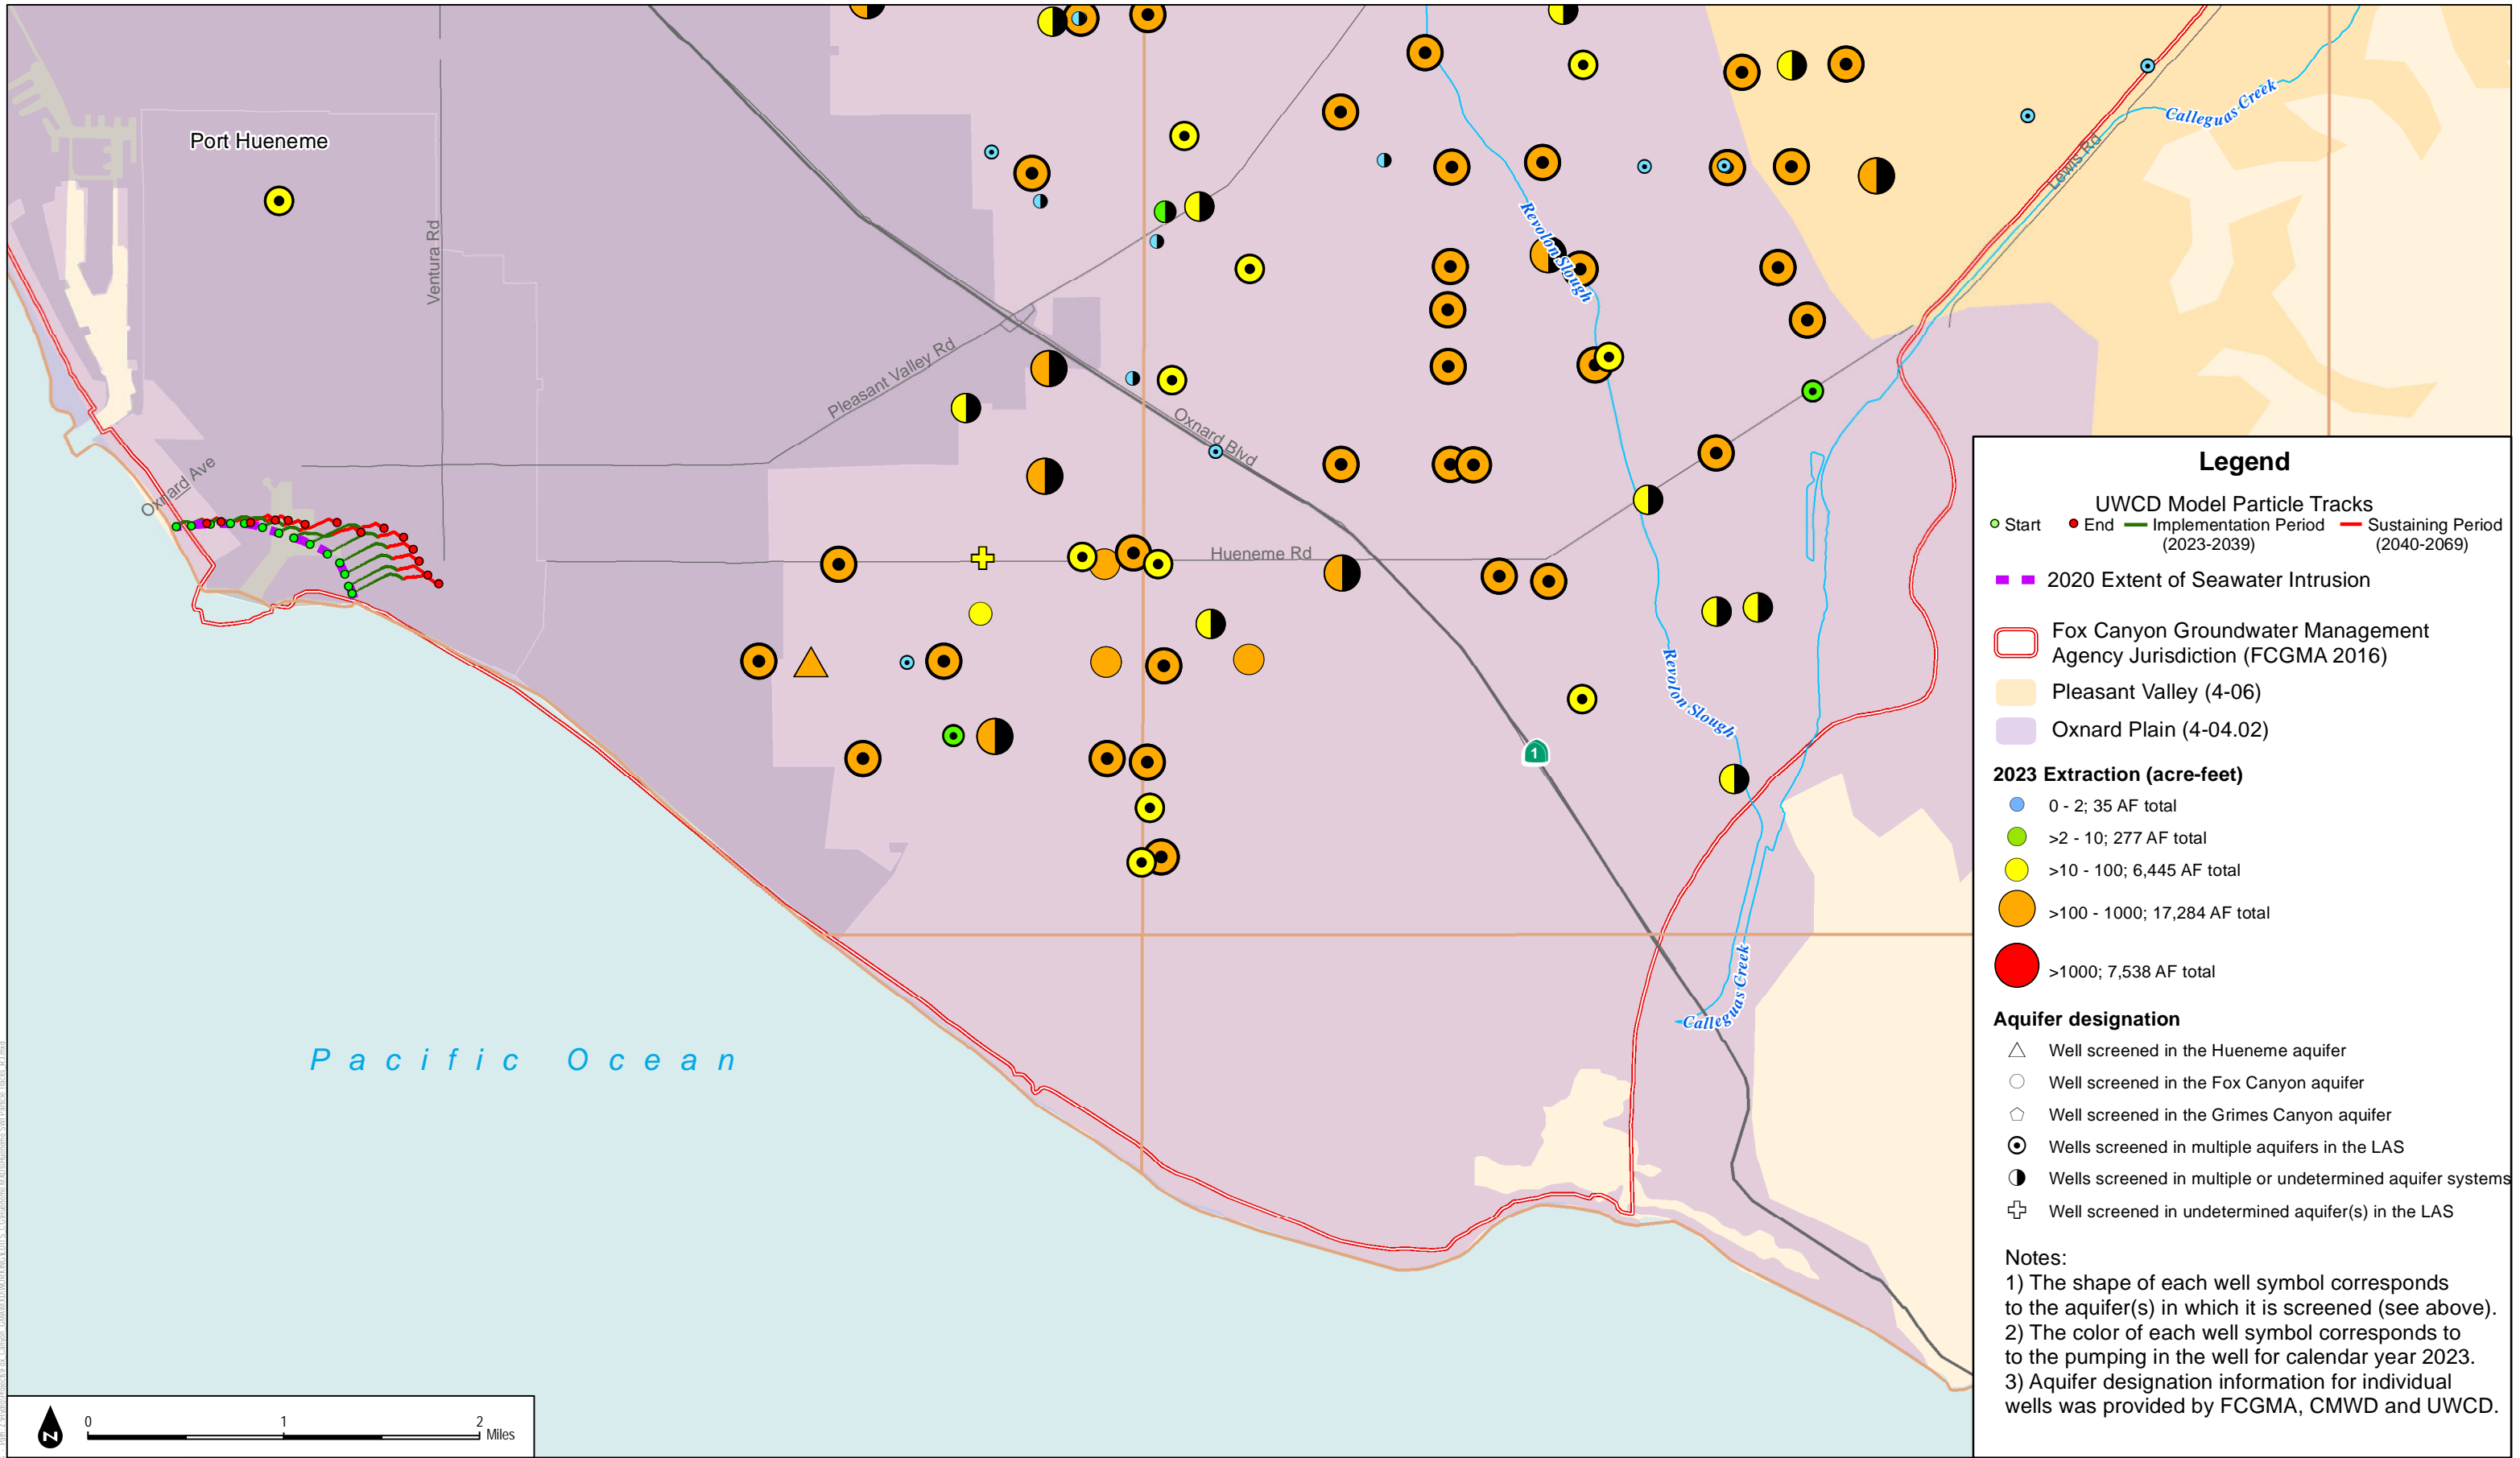 Port Hueneme
Ventura Rd
Oxnard Ave
Pleasant Valley Rd
Oxnard Blvd
Hueneme Rd
Revolon Slough
Revolon Slough
Calleguas Creek
Lewis Rd
1
Calleguas Creek
Pacific Ocean
N
0 1 2
Miles
Legend
UWCD Model Particle Tracks
Start End Implementation Period Sustaining Period
(2023-2039) (2040-2069)
2020 Extent of Seawater Intrusion
Fox Canyon Groundwater Management
Agency Jurisdiction (FCGMA 2016)
Pleasant Valley (4-06)
Oxnard Plain (4-04.02)
2023 Extraction (acre-feet)
0 - 2; 35 AF total
>2 - 10; 277 AF total
>10 - 100; 6,445 AF total
>100 - 1000; 17,284 AF total
>1000; 7,538 AF total
Aquifer designation
Well screened in the Hueneme aquifer
Well screened in the Fox Canyon aquifer
Well screened in the Grimes Canyon aquifer
Wells screened in multiple aquifers in the LAS
Wells screened in multiple or undetermined aquifer systems
Well screened in undetermined aquifer(s) in the LAS
Notes:
1) The shape of each well symbol corresponds
to the aquifer(s) in which it is screened (see above).
2) The color of each well symbol corresponds to
to the pumping in the well for calendar year 2023.
3) Aquifer designation information for individual
wells was provided by FCGMA, CMWD and UWCD.